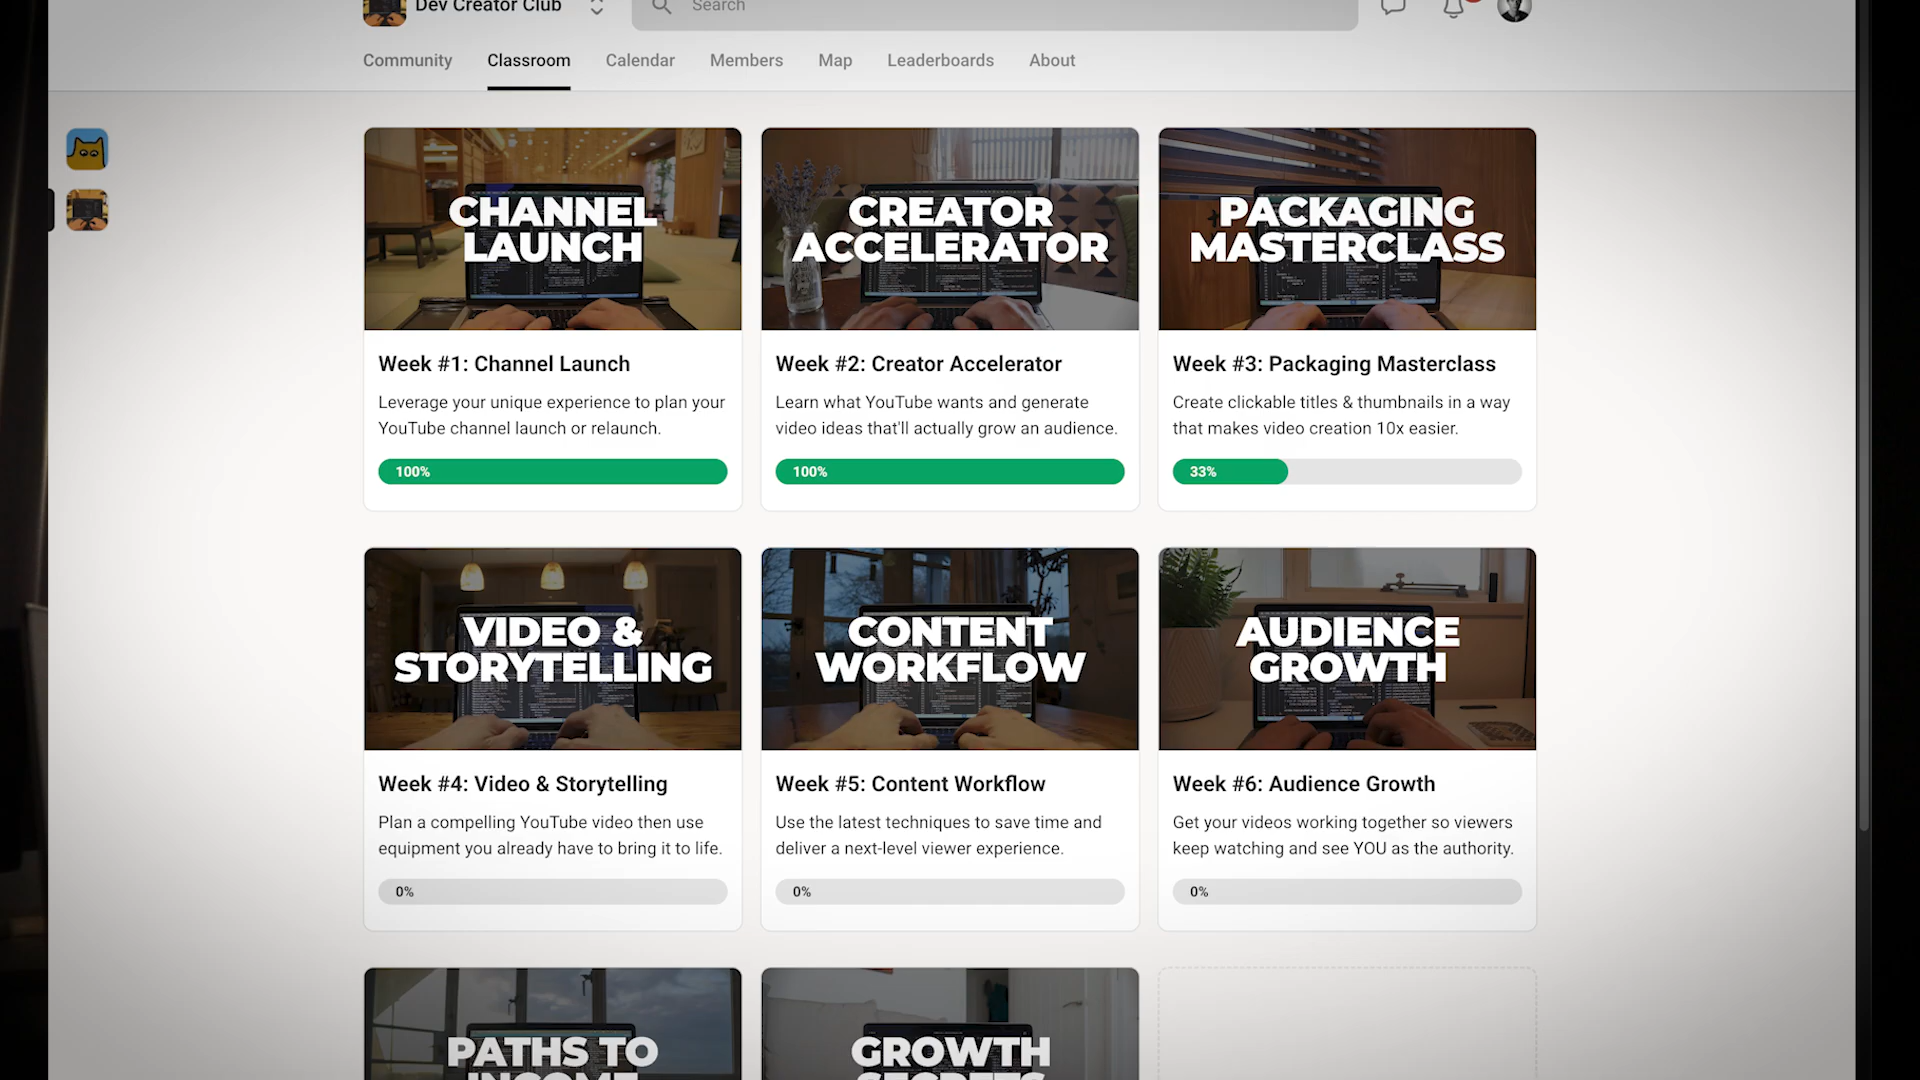 Dev Creator Club
Search
Community Classroom Calendar Members Map Leaderboards About
CHANNEL
LAUNCH
Week #1: Channel Launch
Leverage your unique experience to plan your
YouTube channel launch or relaunch.
100%
CREATOR
ACCELERATOR
Week #2: Creator Accelerator
Learn what YouTube wants and generate
video ideas that'll actually grow an audience.
100%
PACKAGING
MASTERCLASS
Week #3: Packaging Masterclass
Create clickable titles & thumbnails in a way
that makes video creation 10x easier.
33%
VIDEO &
STORYTELLING
Week #4: Video & Storytelling
Plan a compelling YouTube video then use
equipment you already have to bring it to life.
0%
CONTENT
WORKFLOW
Week #5: Content Workflow
Use the latest techniques to save time and
deliver a next-level viewer experience.
0%
AUDIENCE
GROWTH
Week #6: Audience Growth
Get your videos working together so viewers
keep watching and see YOU as the authority.
0%
PATHS TO
INCOME
GROWTH
SECRETS